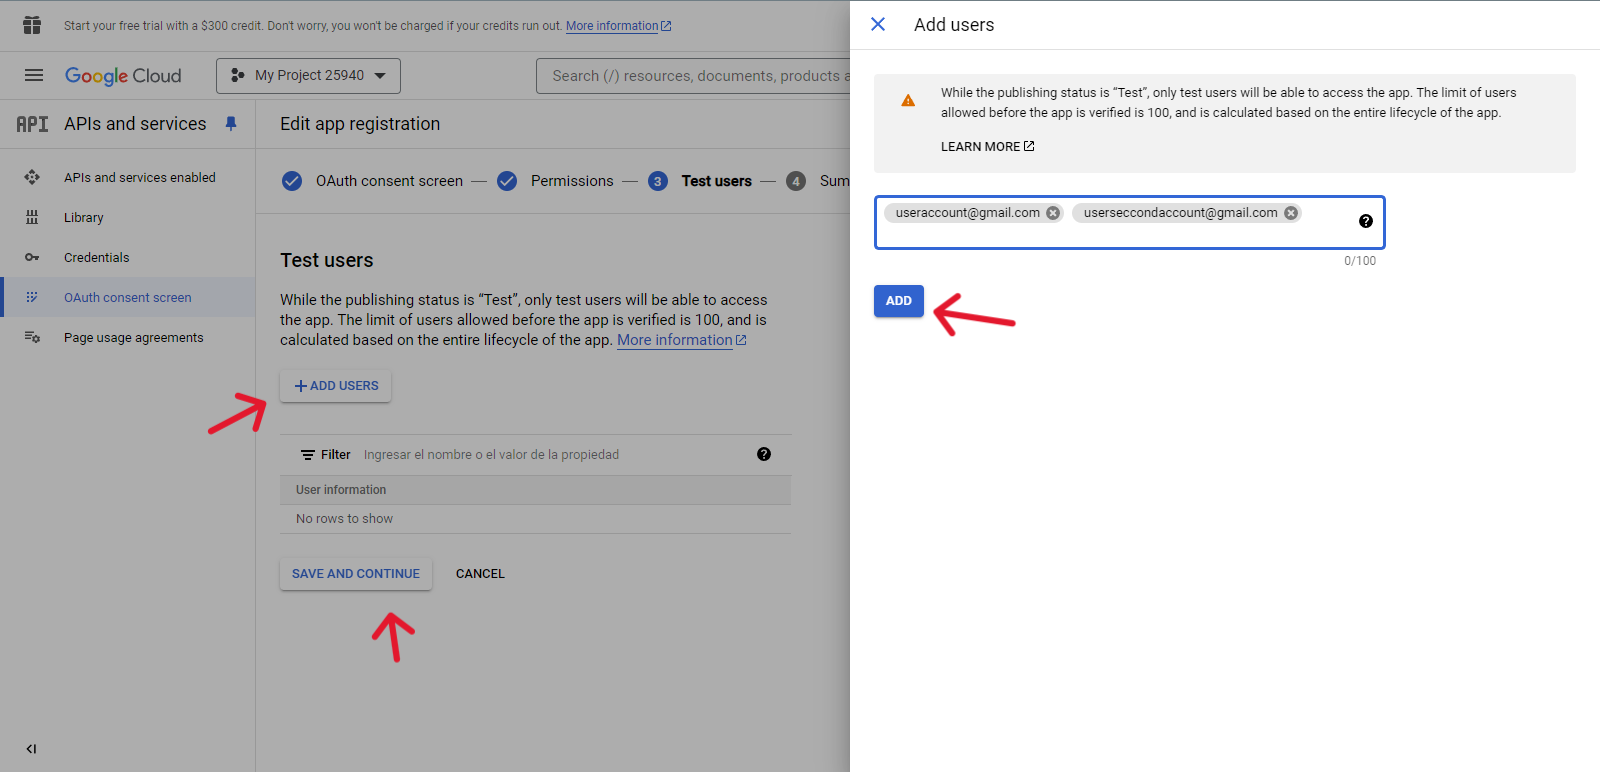 Start your free trial with a $300 credit. Don't worry, you won't be charged if your credits run out. More information
Google Cloud
My Project 25940
Search (/) resources, documents, products a
API APIs and services
APIs and services enabled
Library
Credentials
OAuth consent screen
Page usage agreements
Edit app registration
OAuth consent screen — Permissions — 3 Test users — 4 Sum
Test users
While the publishing status is “Test”, only test users will be able to access
the app. The limit of users allowed before the app is verified is 100, and is
calculated based on the entire lifecycle of the app. More information
ADD USERS
Filter Ingresar el nombre o el valor de la propiedad
User information
No rows to show
SAVE AND CONTINUE CANCEL
Add users
While the publishing status is “Test”, only test users will be able to access the app. The limit of users
allowed before the app is verified is 100, and is calculated based on the entire lifecycle of the app.
LEARN MORE
useraccount@gmail.com userseccondaccount@gmail.com
0/100
ADD